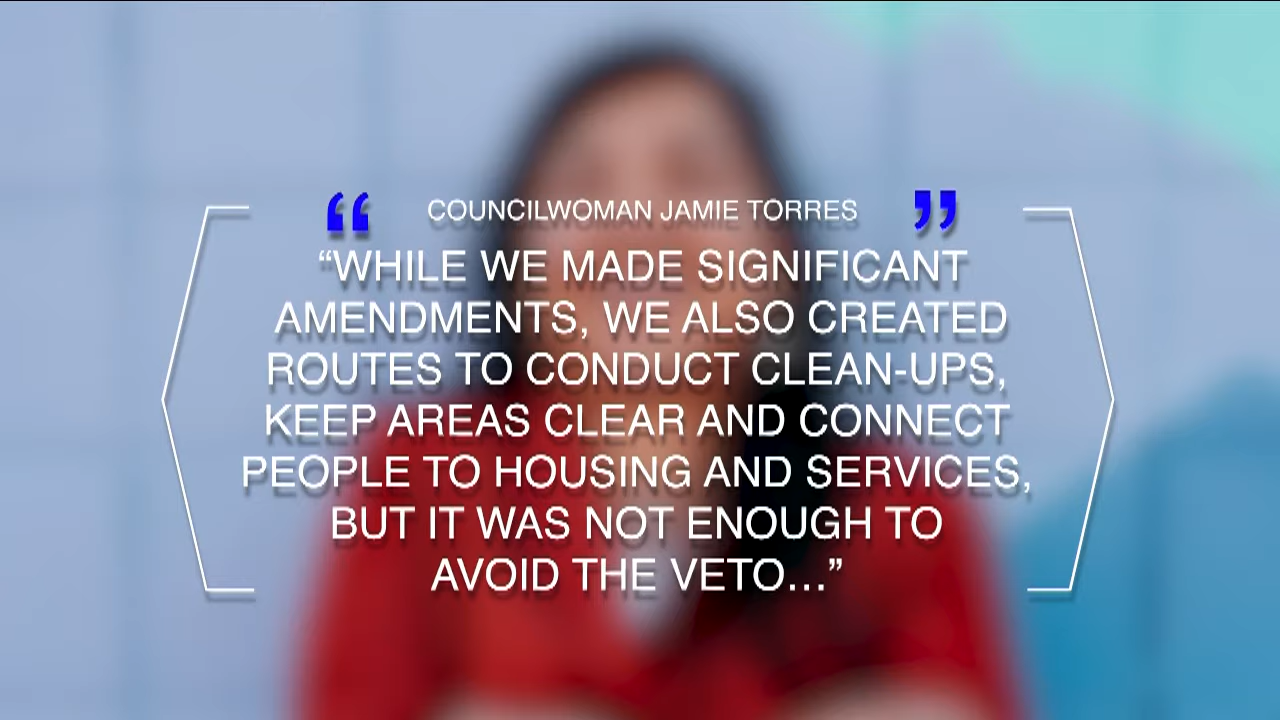 “ COUNCILWOMAN JAMIE TORRES ”
“WHILE WE MADE SIGNIFICANT
AMENDMENTS, WE ALSO CREATED
ROUTES TO CONDUCT CLEAN-UPS,
KEEP AREAS CLEAR AND CONNECT
PEOPLE TO HOUSING AND SERVICES,
BUT IT WAS NOT ENOUGH TO
AVOID THE VETO...”